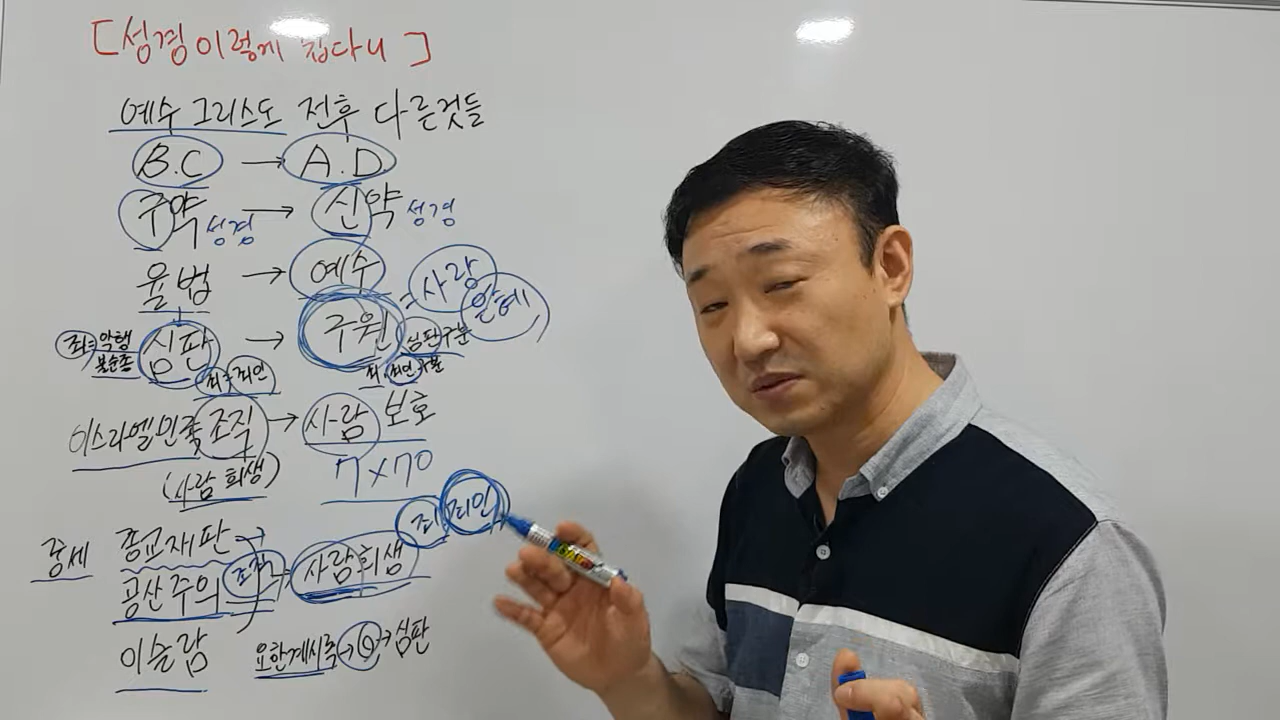 [성경 이렇게 쉽다니]
예수 그리스도 전후 다른것들
B.C → A.D
구약 성경 → 신약 성경
율법 → 예수 = 사랑 은혜
죄=악행 불순종 심판 → 구원 심판구분
죄=죄인 죄,죄인 구분
이스라엘민족 조직 → 사람 보호
(사람 희생) 7×70
중세 종교재판 죄 죄인
공산주의 조직 → 사람희생
이슬람 요한계시록→ →심판